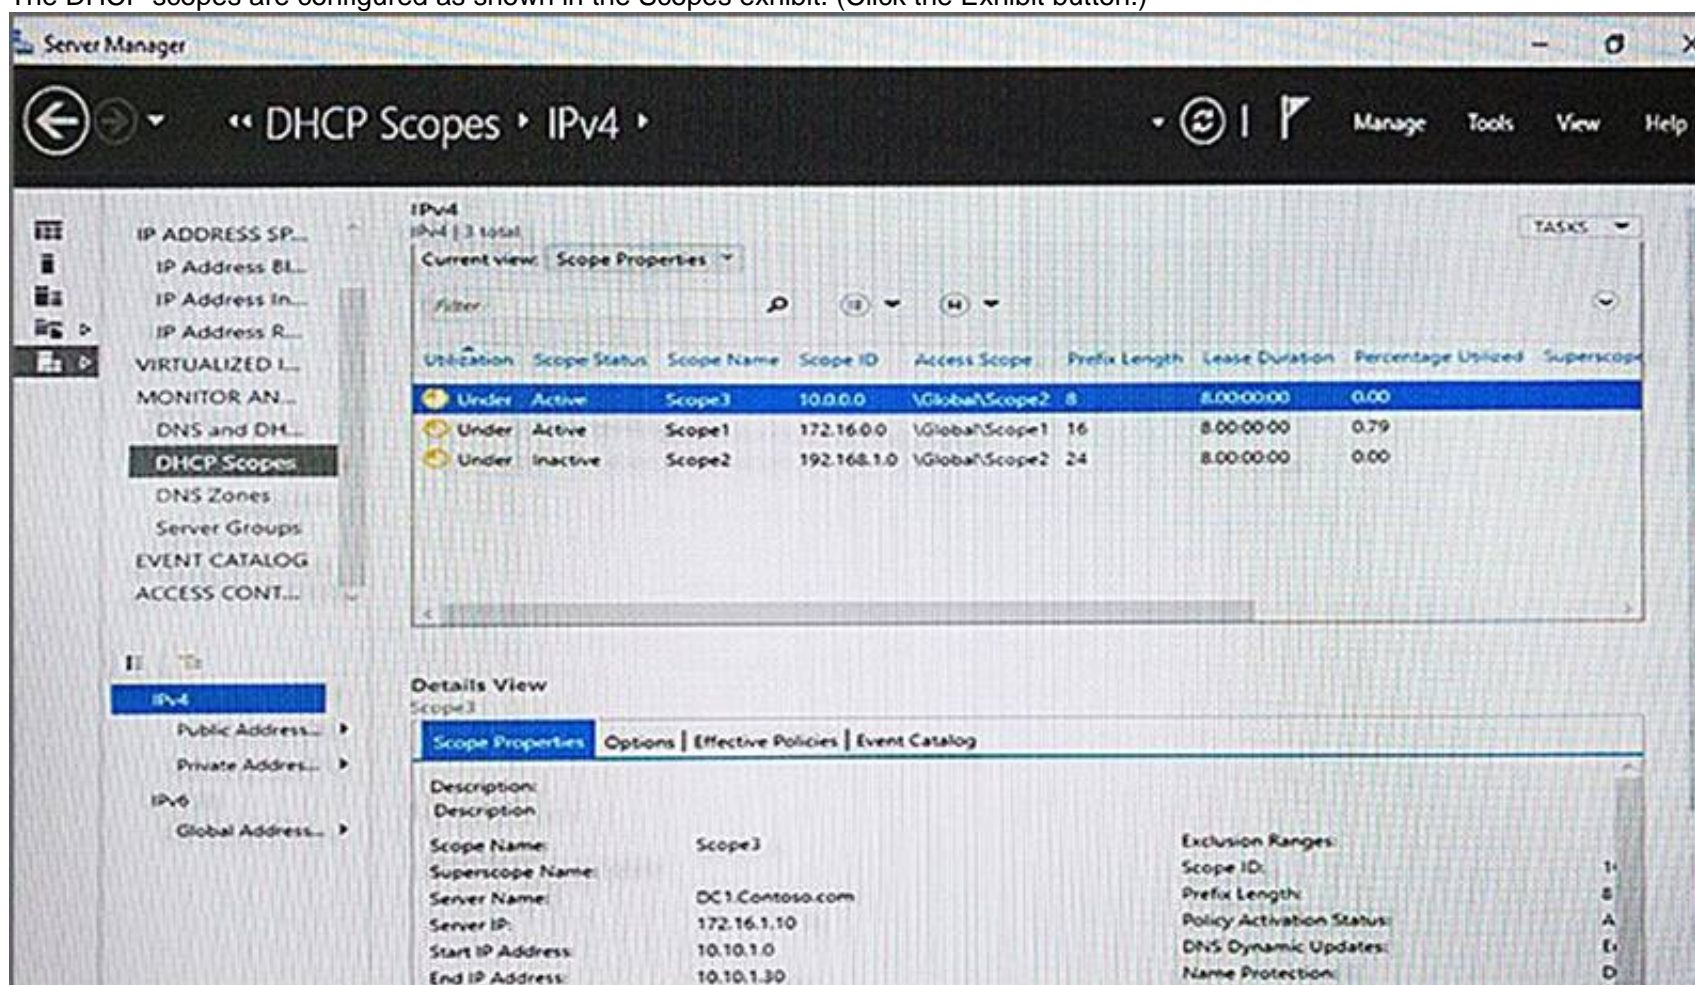 The DHCP scopes are configured as shown in the Scopes exhibit. (Click the Exhibit button.)
Server Manager
DHCP Scopes IPv4
Manage Tools View Help
IP ADDRESS SP...
IP Address Bl...
IP Address In...
IP Address R...
VIRTUALIZED I...
MONITOR AN...
DNS and DH...
DHCP Scopes
DNS Zones
Server Groups
EVENT CATALOG
ACCESS CONT...
IPv4
Public Address...
Private Addres...
IPv6
Global Address...
IPv4
IPv4 | 3 total
TASKS
Current view: Scope Properties
Filter
Utilization Scope Status Scope Name Scope ID Access Scope Prefix Length Lease Duration Percentage Utilized Superscope
Under Active Scope3 10.0.0.0 \Global\Scope2 8 8.00:00:00 0.00
Under Active Scope1 172.16.0.0 \Global\Scope1 16 8.00:00:00 0.79
Under Inactive Scope2 192.168.1.0 \Global\Scope2 24 8.00:00:00 0.00
Details View
Scope3
Scope Properties Options | Effective Policies | Event Catalog
Description:
Description
Scope Name: Scope3
Superscope Name:
Server Name: DC1.Contoso.com
Server IP: 172.16.1.10
Start IP Address: 10.10.1.0
End IP Address: 10.10.1.30
Exclusion Ranges:
Scope ID:
Prefix Length: 8
Policy Activation Status: A
DNS Dynamic Updates:
Name Protection: D